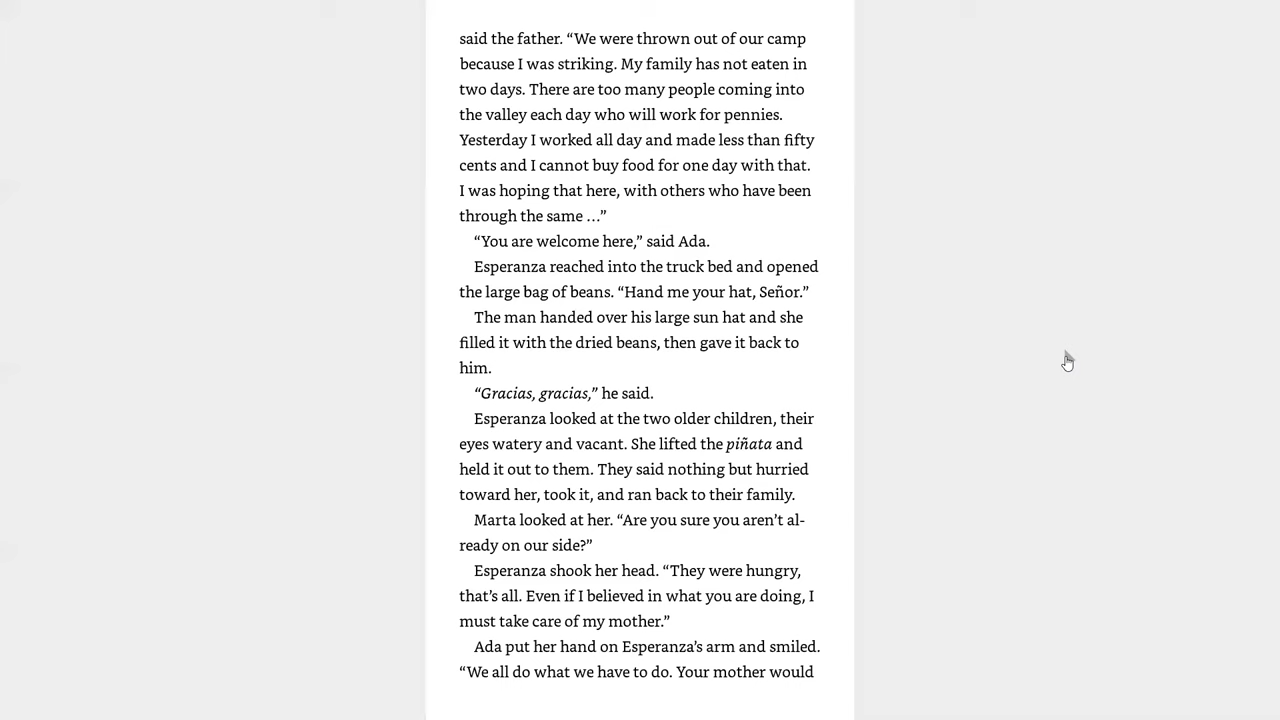 said the father. “We were thrown out of our camp
because I was striking. My family has not eaten in
two days. There are too many people coming into
the valley each day who will work for pennies.
Yesterday I worked all day and made less than fifty
cents and I cannot buy food for one day with that.
I was hoping that here, with others who have been
through the same …”
“You are welcome here,” said Ada.
Esperanza reached into the truck bed and opened
the large bag of beans. “Hand me your hat, Señor.”
The man handed over his large sun hat and she
filled it with the dried beans, then gave it back to
him.
“Gracias, gracias,” he said.
Esperanza looked at the two older children, their
eyes watery and vacant. She lifted the piñata and
held it out to them. They said nothing but hurried
toward her, took it, and ran back to their family.
Marta looked at her. “Are you sure you aren’t al-
ready on our side?”
Esperanza shook her head. “They were hungry,
that’s all. Even if I believed in what you are doing, I
must take care of my mother.”
Ada put her hand on Esperanza’s arm and smiled.
“We all do what we have to do. Your mother would